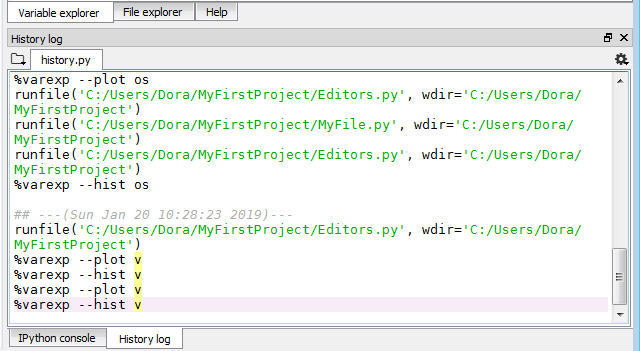 Variable explorer File explorer Help
History log
history.py
%varexp --plot os
runfile('C:/Users/Dora/MyFirstProject/Editors.py', wdir='C:/Users/Dora/
MyFirstProject')
runfile('C:/Users/Dora/MyFirstProject/MyFile.py', wdir='C:/Users/Dora/
MyFirstProject')
runfile('C:/Users/Dora/MyFirstProject/Editors.py', wdir='C:/Users/Dora/
MyFirstProject')
%varexp --hist os
## ---(Sun Jan 20 10:28:23 2019)---
runfile('C:/Users/Dora/MyFirstProject/Editors.py', wdir='C:/Users/Dora/
MyFirstProject')
%varexp --plot v
%varexp --hist v
%varexp --plot v
%varexp --hist v
IPython console History log